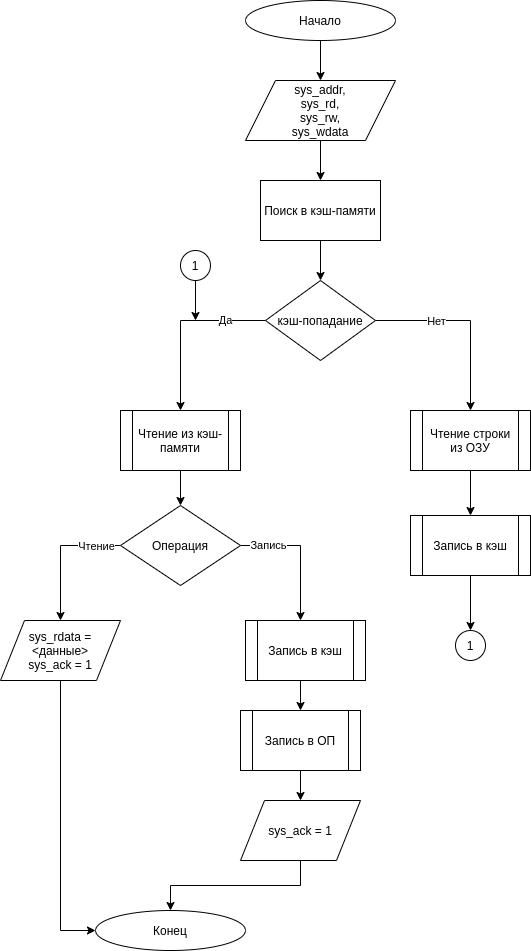 Начало
sys_addr,
sys_rd,
sys_rw,
sys_wdata
Поиск в кэш-памяти
1
кэш-попадание
Да
Нет
Чтение из кэш-
памяти
Чтение строки
из ОЗУ
Операция
Чтение
Запись
Запись в кэш
sys_rdata =
<данные>
sys_ack = 1
Запись в кэш
1
Запись в ОП
sys_ack = 1
Конец